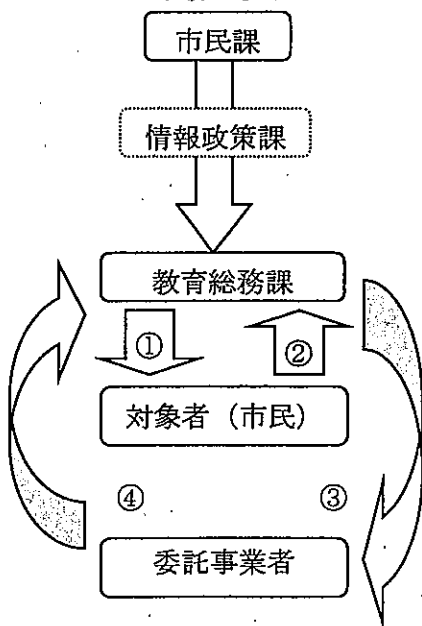 市民課
情報政策課
教育総務課
①
②
対象者（市民）
④
③
委託事業者